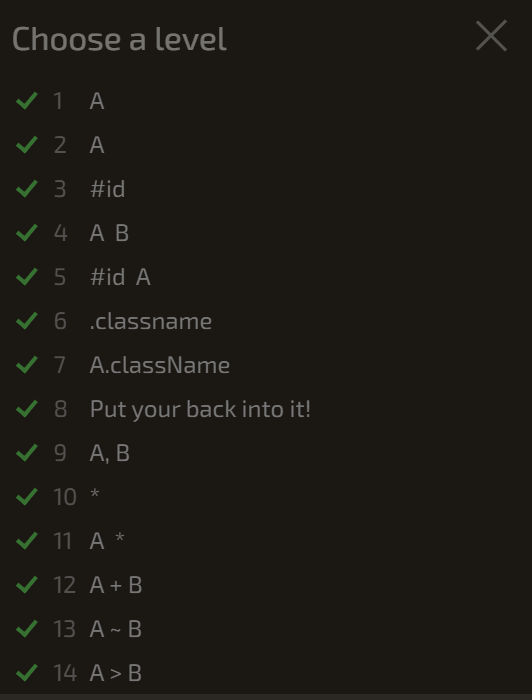 Choose a level
1 A
2 A
3 #id
4 A B
5 #id A
6 .classname
7 A.className
8 Put your back into it!
9 A, B
10 *
11 A *
12 A + B
13 A ~ B
14 A > B